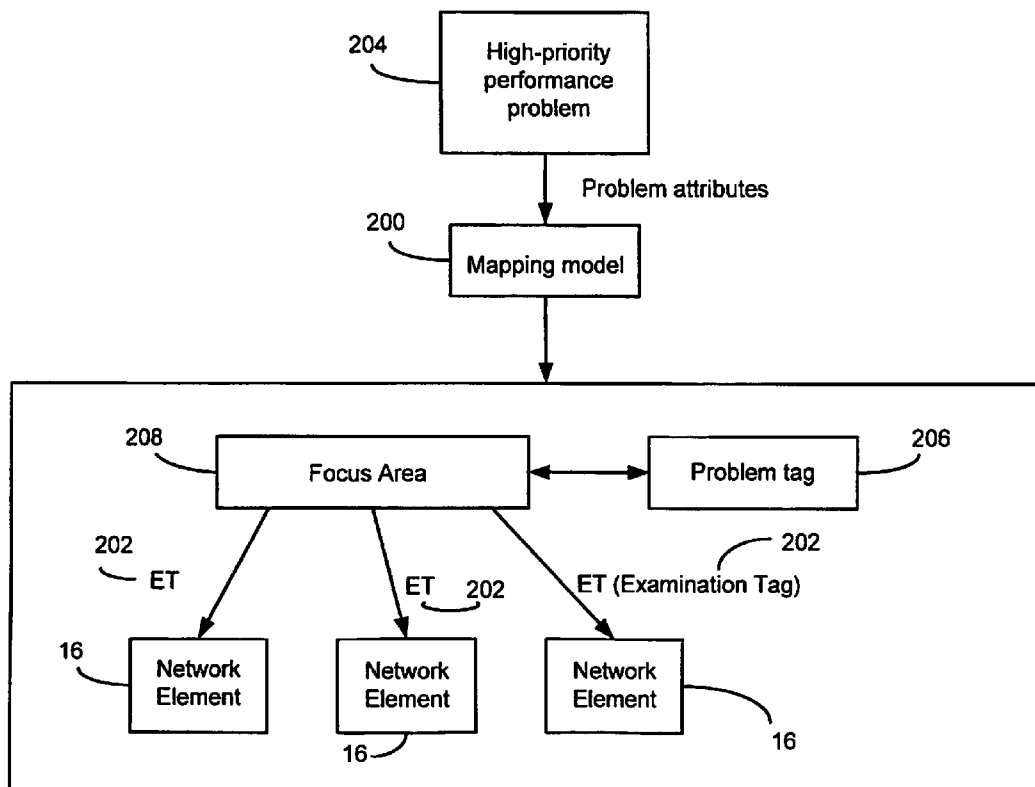 204
High-priority
performance
problem
Problem attributes
200
Mapping model
208
Focus Area
Problem tag
206
202
ET
ET
202
202
ET (Examination Tag)
16
Network
Element
Network
Element
16
Network
Element
16